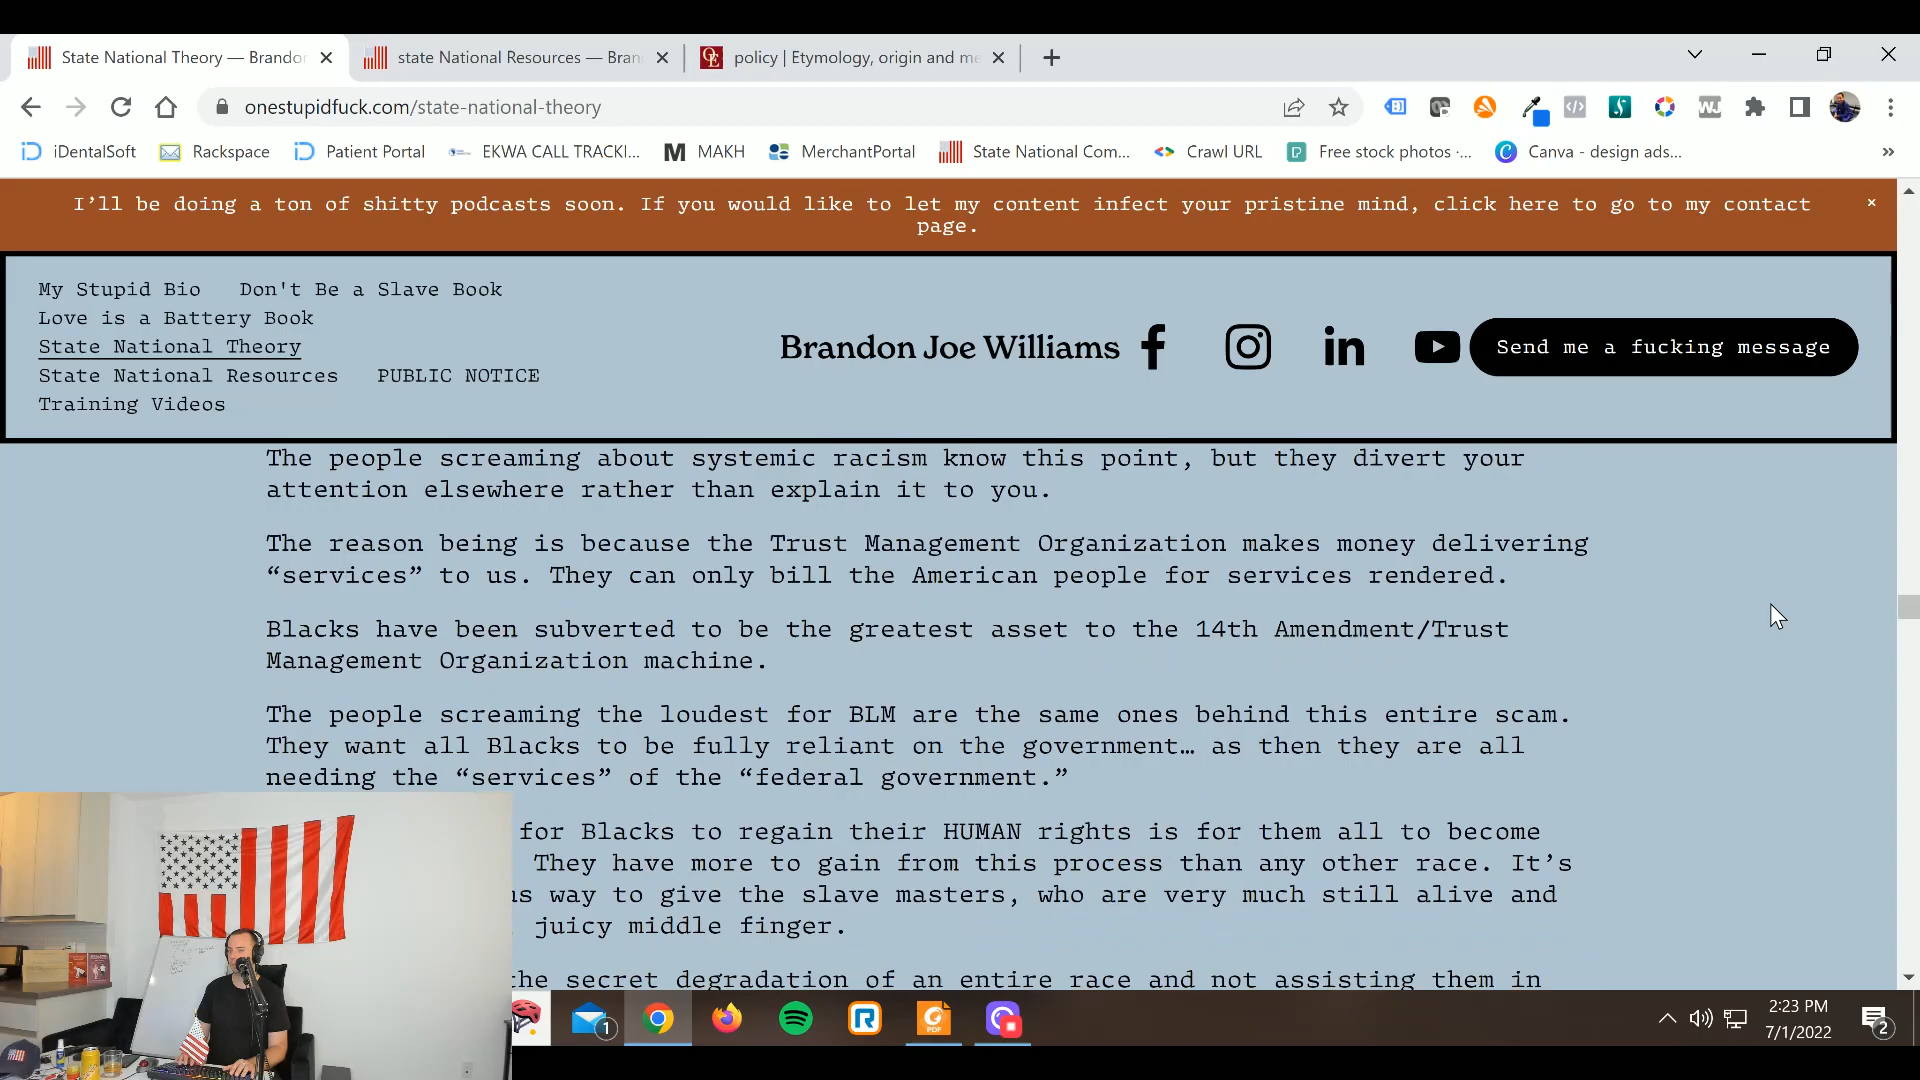 State National Theory — Brandon
state National Resources — Bran
policy | Etymology, origin and me
onestupidfuck.com/state-national-theory
iDentalSoft
Rackspace
Patient Portal
EKWA CALL TRACKI...
MAKH
MerchantPortal
State National Com...
Crawl URL
Free stock photos ·...
Canva - design ads...
»
I’ll be doing a ton of shitty podcasts soon. If you would like to let my content infect your pristine mind, click here to go to my contact
page.
My Stupid Bio Don't Be a Slave Book
Love is a Battery Book
State National Theory
State National Resources PUBLIC NOTICE
Training Videos
Brandon Joe Williams
Send me a fucking message
The people screaming about systemic racism know this point, but they divert your
attention elsewhere rather than explain it to you.
The reason being is because the Trust Management Organization makes money delivering
“services” to us. They can only bill the American people for services rendered.
Blacks have been subverted to be the greatest asset to the 14th Amendment/Trust
Management Organization machine.
The people screaming the loudest for BLM are the same ones behind this entire scam.
They want all Blacks to be fully reliant on the government… as then they are all
needing the “services” of the “federal government.”
for Blacks to regain their HUMAN rights is for them all to become
They have more to gain from this process than any other race. It’s
way to give the slave masters, who are very much still alive and
juicy middle finger.
the secret degradation of an entire race and not assisting them in
1
2:23 PM
7/1/2022
2